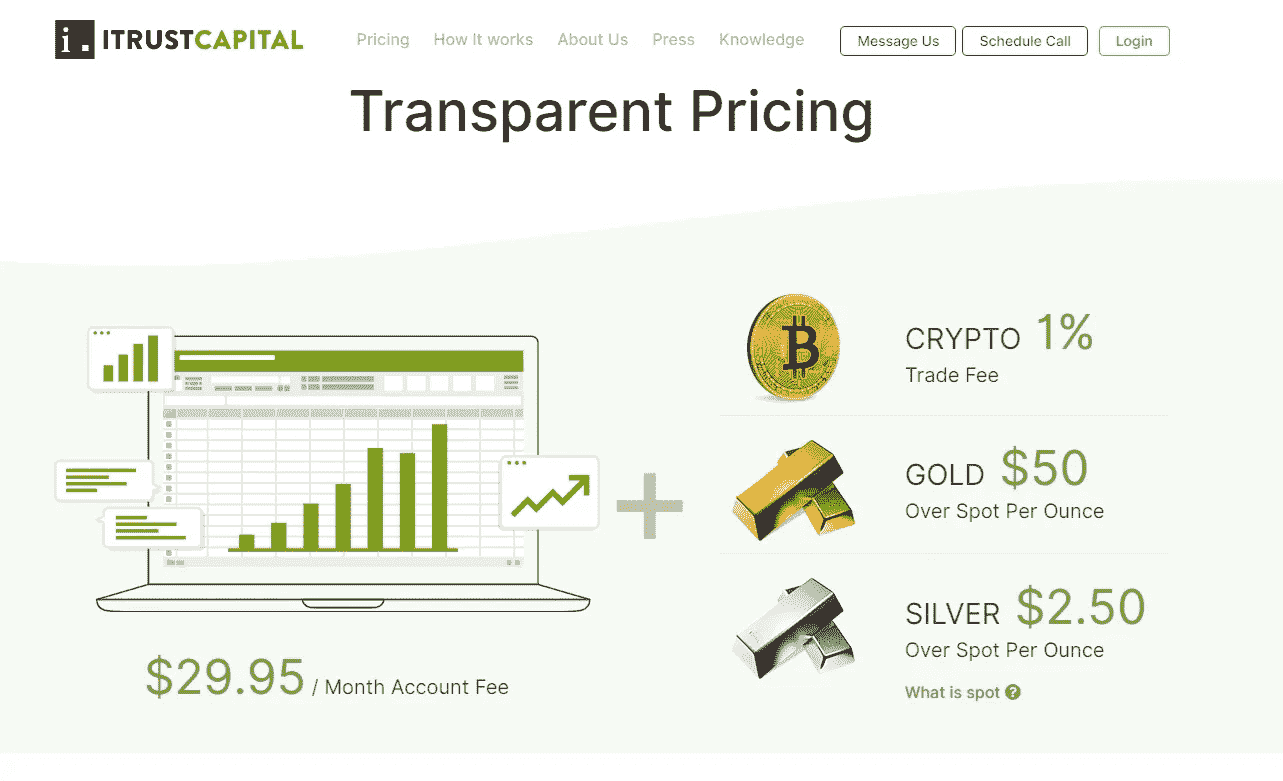 i. ITRUSTCAPITAL Pricing How It works About Us Press Knowledge Message Us Schedule Call Login
Transparent Pricing
CRYPTO 1%
Trade Fee
GOLD $50
Over Spot Per Ounce
SILVER $2.50
Over Spot Per Ounce
What is spot ?
$29.95 / Month Account Fee